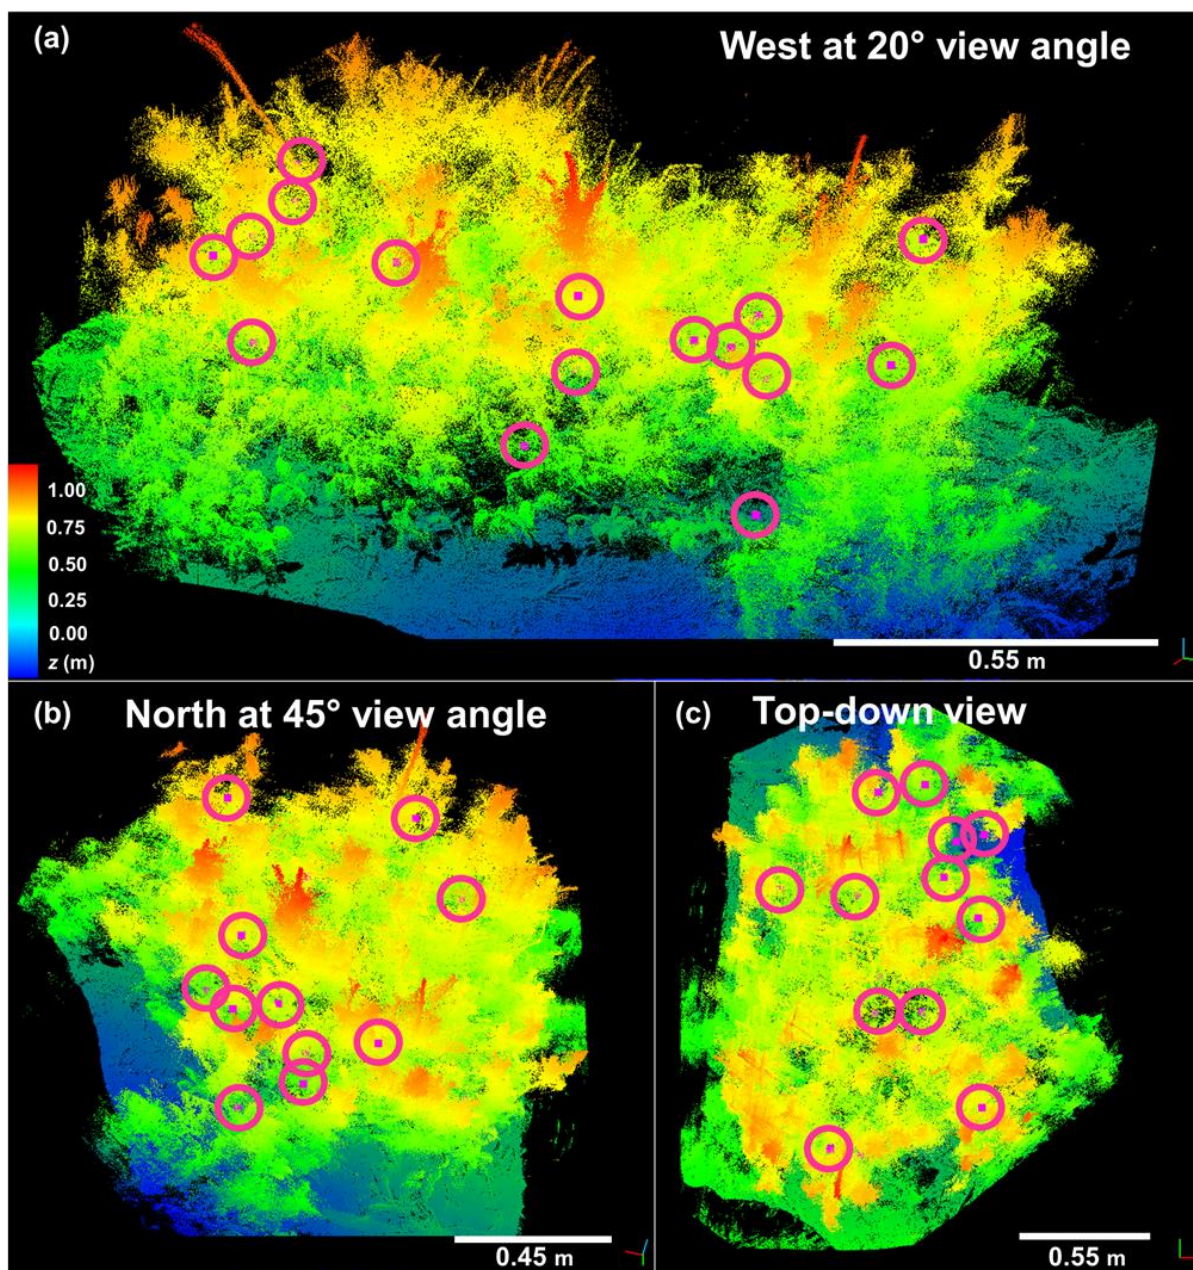 (a)
West at 20° view angle
1.00
0.75
0.50
0.25
0.00
z (m)
0.55 m
(b)
North at 45° view angle
0.45 m
(c)
Top-down view
0.55 m